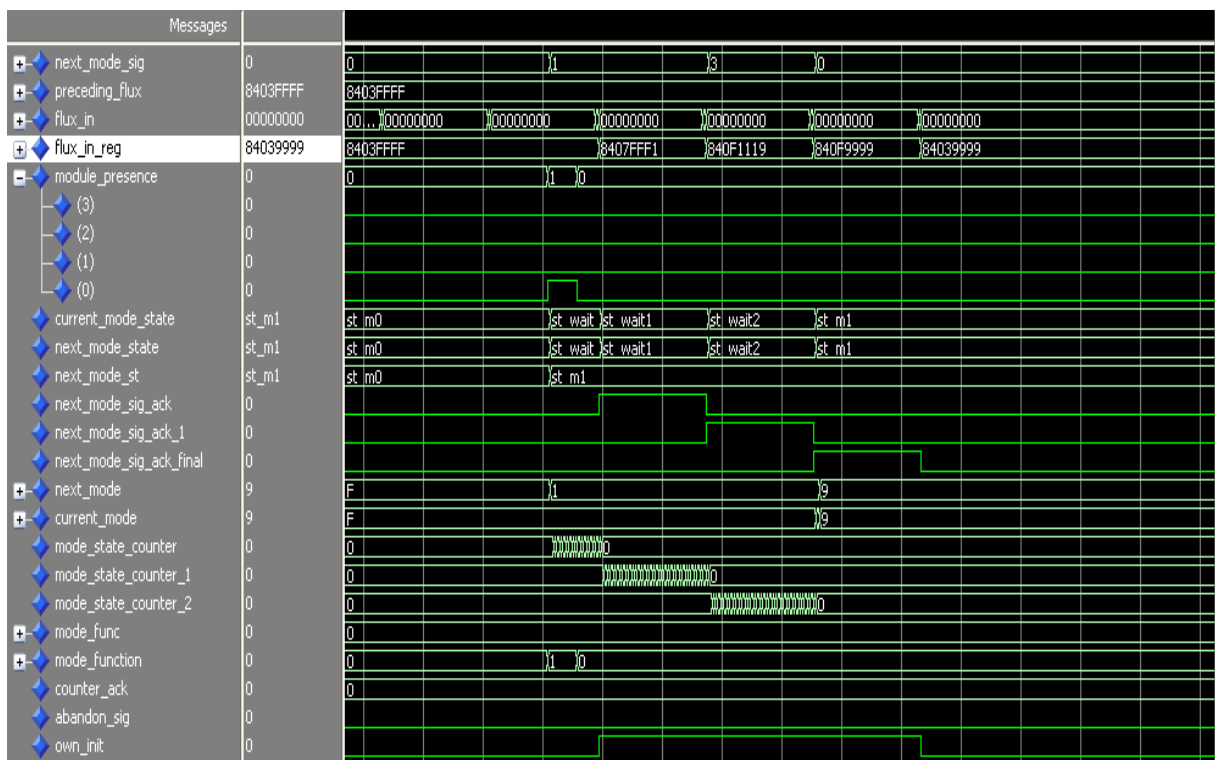 Messages
next_mode_sig 0 0 1 3 0
preceding_flux 8403FFFF 8403FFFF
flux_in 00000000 00... 00000000 00000000 00000000 00000000 00000000 00000000
flux_in_reg 84039999 8403FFFF 8407FFF1 840F1119 840F9999 84039999
module_presence 0 0 1 0
(3) 0
(2) 0
(1) 0
(0) 0
current_mode_state st_m1 st_m0 st_wait st_wait1 st_wait2 st_m1
next_mode_state st_m1 st_m0 st_wait st_wait1 st_wait2 st_m1
next_mode_st st_m1 st_m0 st_m1
next_mode_sig_ack 0
next_mode_sig_ack_1 0
next_mode_sig_ack_final 0
next_mode 9 F 1 9
current_mode 9 F 9
mode_state_counter 0 0 0
mode_state_counter_1 0 0 0
mode_state_counter_2 0 0 0
mode_func 0 0
mode_function 0 0 1 0
counter_ack 0 0
abandon_sig 0
own_init 0